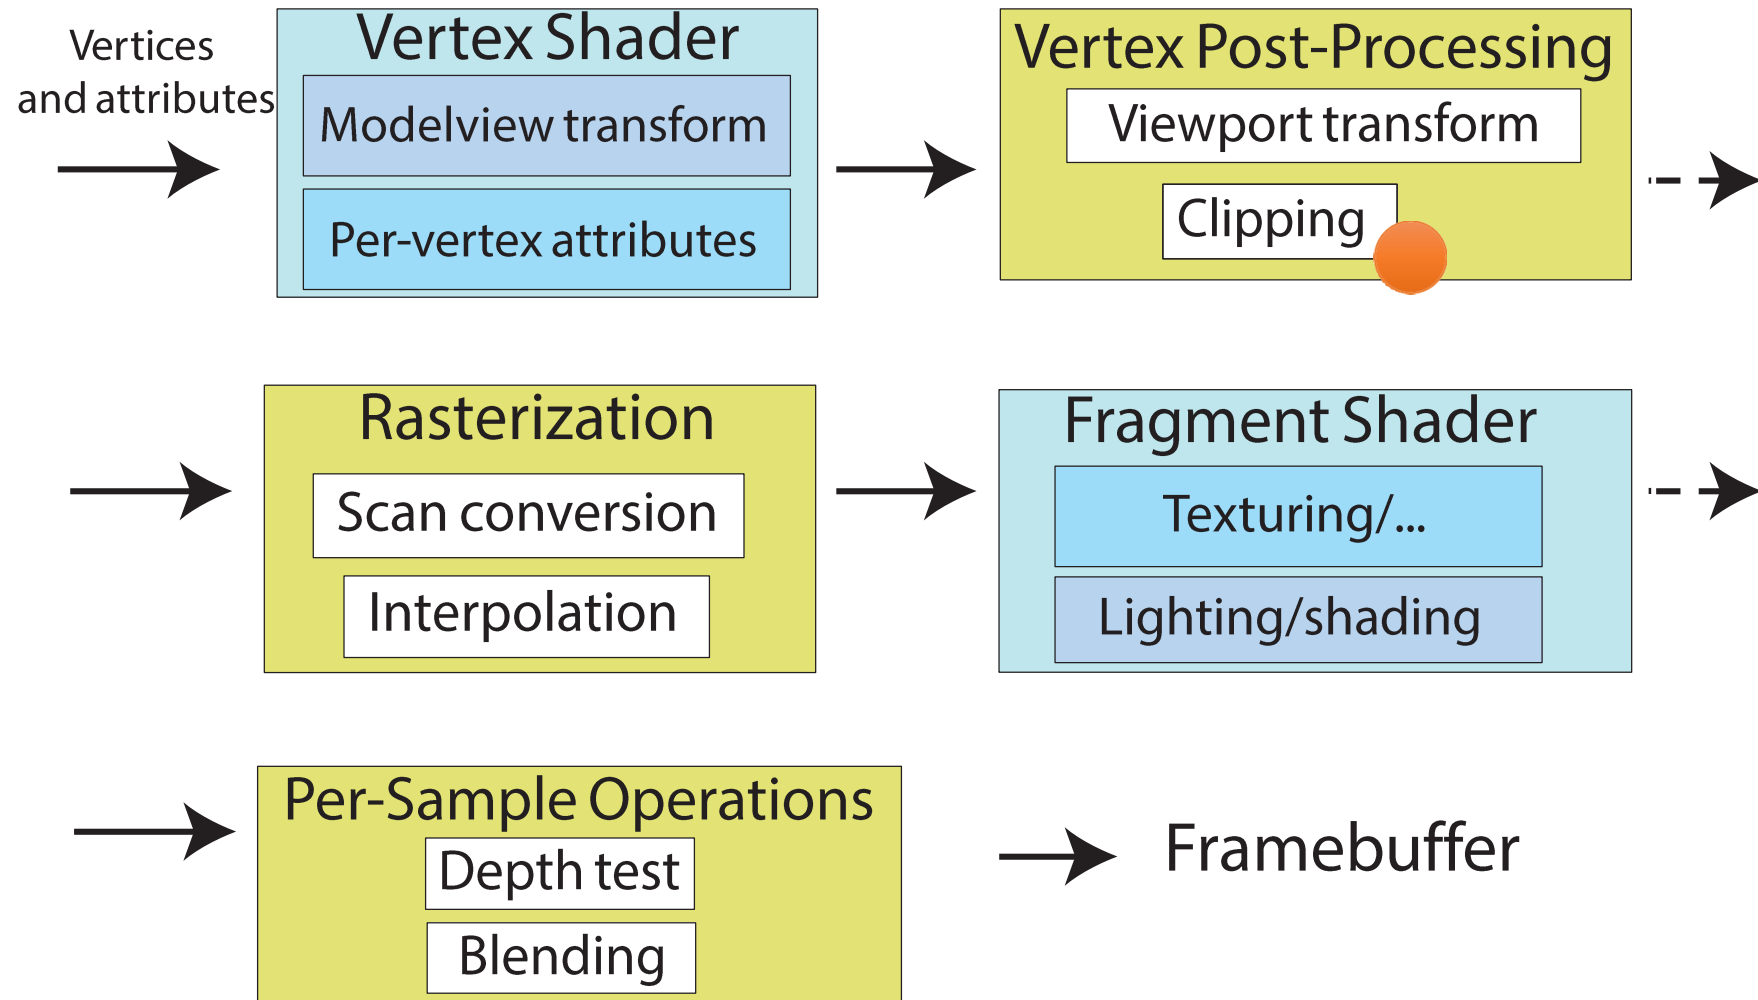 Vertices
and attributes
Vertex Shader
Modelview transform
Per-vertex attributes
Vertex Post-Processing
Viewport transform
Clipping
Rasterization
Scan conversion
Interpolation
Fragment Shader
Texturing/...
Lighting/shading
Per-Sample Operations
Depth test
Blending
Framebuffer